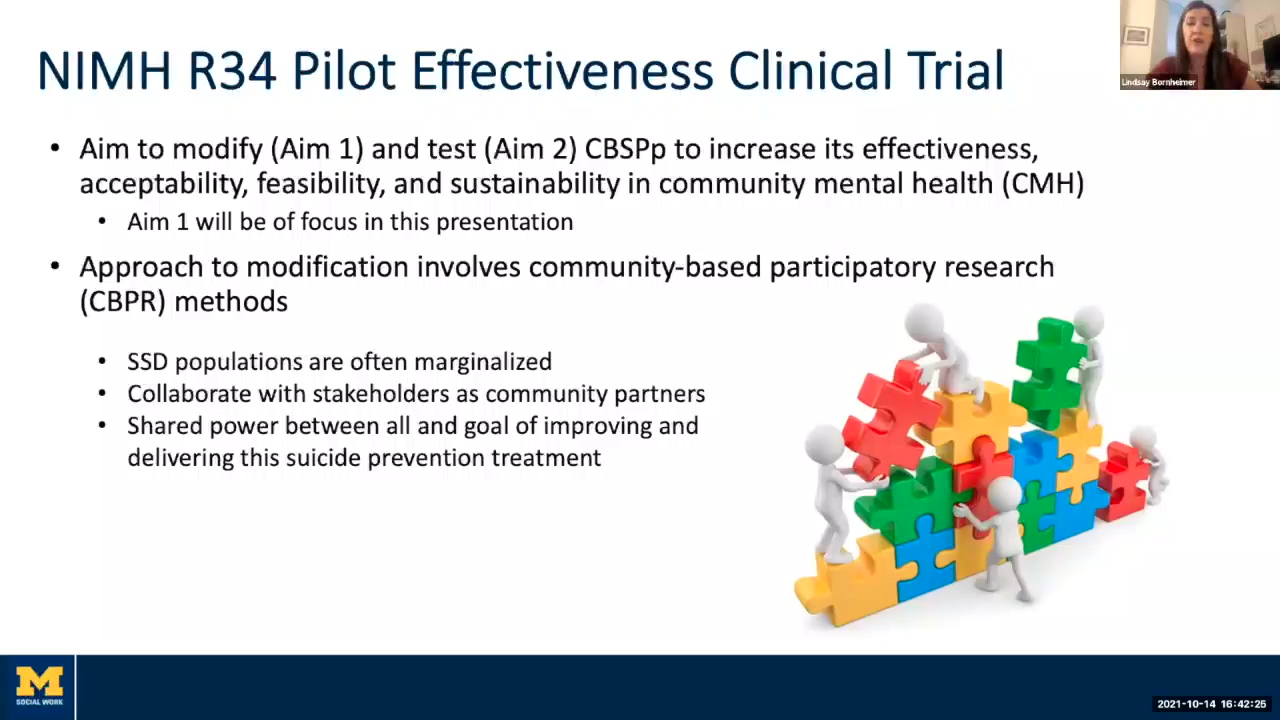 NIMH R34 Pilot Effectiveness Clinical Trial
Lindsay Bornheimer
• Aim to modify (Aim 1) and test (Aim 2) CBSPp to increase its effectiveness,
acceptability, feasibility, and sustainability in community mental health (CMH)
• Aim 1 will be of focus in this presentation
• Approach to modification involves community-based participatory research
(CBPR) methods
• SSD populations are often marginalized
• Collaborate with stakeholders as community partners
• Shared power between all and goal of improving and
delivering this suicide prevention treatment
M
SOCIAL WORK
2021-10-14 16:42:25